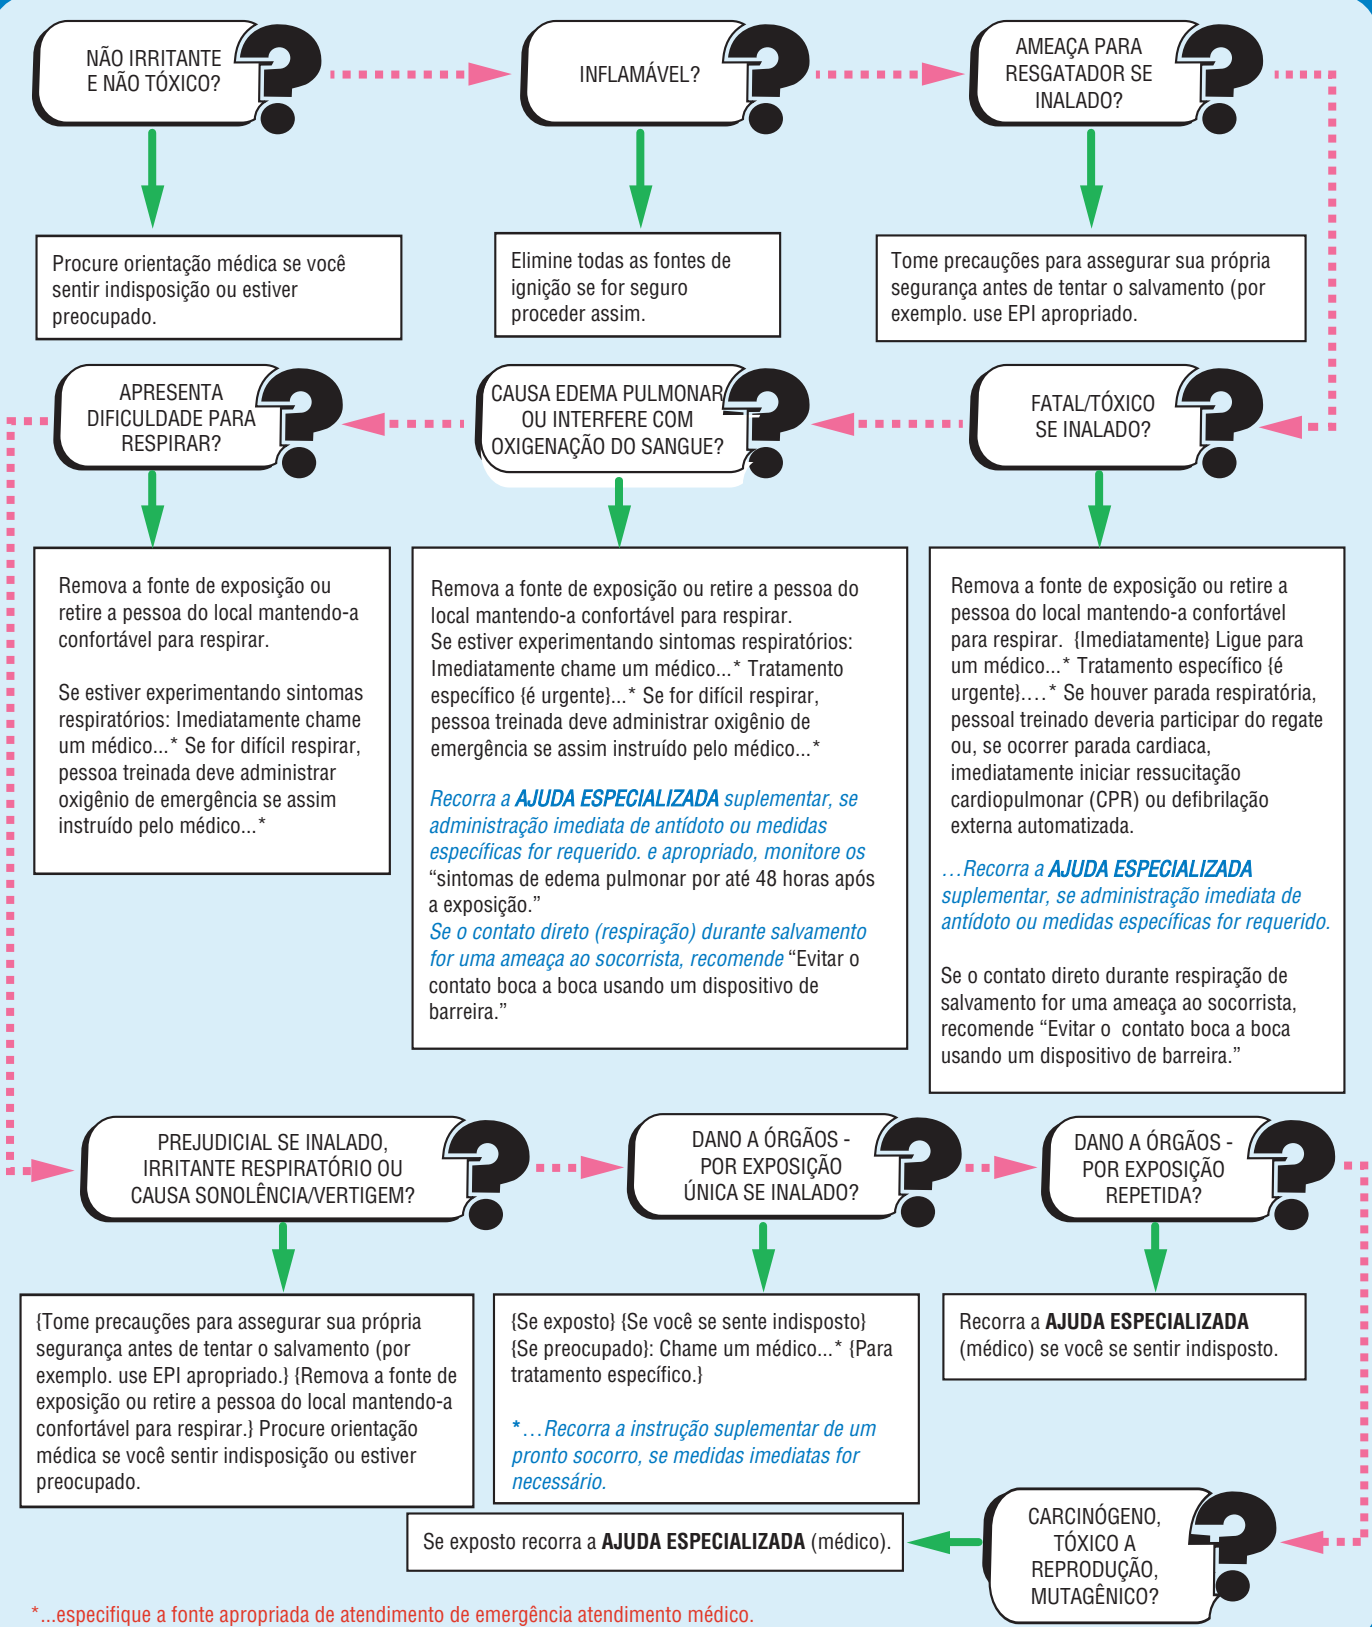 NÃO IRRITANTE
E NÃO TÓXICO?
INFLAMÁVEL?
AMEAÇA PARA
RESGATADOR SE
INALADO?
Procure orientação médica se você
sentir indisposição ou estiver
preocupado.
Elimine todas as fontes de
ignição se for seguro
proceder assim.
Tome precauções para assegurar sua própria
segurança antes de tentar o salvamento (por
exemplo. use EPI apropriado.
APRESENTA
DIFICULDADE PARA
RESPIRAR?
CAUSA EDEMA PULMONAR
OU INTERFERE COM
OXIGENAÇÃO DO SANGUE?
FATAL/TÓXICO
SE INALADO?
Remova a fonte de exposição ou
retire a pessoa do local mantendo-a
confortável para respirar.
Se estiver experimentando sintomas
respiratórios: Imediatamente chame
um médico...* Se for difícil respirar,
pessoa treinada deve administrar
oxigênio de emergência se assim
instruído pelo médico...*
Remova a fonte de exposição ou retire a pessoa do
local mantendo-a confortável para respirar.
Se estiver experimentando sintomas respiratórios:
Imediatamente chame um médico...* Tratamento
específico {é urgente}...* Se for difícil respirar,
pessoa treinada deve administrar oxigênio de
emergência se assim instruído pelo médico...*
Recorra a AJUDA ESPECIALIZADA suplementar, se
administração imediata de antídoto ou medidas
específicas for requerido. e apropriado, monitore os
“sintomas de edema pulmonar por até 48 horas após
a exposição.”
Se o contato direto (respiração) durante salvamento
for uma ameaça ao socorrista, recomende “Evitar o
contato boca a boca usando um dispositivo de
barreira.”
Remova a fonte de exposição ou retire a
pessoa do local mantendo-a confortável
para respirar. {Imediatamente} Ligue para
um médico...* Tratamento específico {é
urgente}....* Se houver parada respiratória,
pessoal treinado deveria participar do regate
ou, se ocorrer parada cardiaca,
imediatamente iniciar ressucitação
cardiopulmonar (CPR) ou defibrilação
externa automatizada.
...Recorra a AJUDA ESPECIALIZADA
suplementar, se administração imediata de
antídoto ou medidas específicas for requerido.
Se o contato direto durante respiração de
salvamento for uma ameaça ao socorrista,
recomende “Evitar o contato boca a boca
usando um dispositivo de barreira.”
PREJUDICIAL SE INALADO,
IRRITANTE RESPIRATÓRIO OU
CAUSA SONOLÊNCIA/VERTIGEM?
DANO A ÓRGÃOS -
POR EXPOSIÇÃO
ÚNICA SE INALADO?
DANO A ÓRGÃOS -
POR EXPOSIÇÃO
REPETIDA?
{Tome precauções para assegurar sua própria
segurança antes de tentar o salvamento (por
exemplo. use EPI apropriado.} {Remova a fonte de
exposição ou retire a pessoa do local mantendo-a
confortável para respirar.} Procure orientação
médica se você sentir indisposição ou estiver
preocupado.
{Se exposto} {Se você se sente indisposto}
{Se preocupado}: Chame um médico...* {Para
tratamento específico.}
*...Recorra a instrução suplementar de um
pronto socorro, se medidas imediatas for
necessário.
Recorra a AJUDA ESPECIALIZADA
(médico) se você se sentir indisposto.
CARCINÓGENO,
TÓXICO A
REPRODUÇÃO,
MUTAGÊNICO?
Se exposto recorra a AJUDA ESPECIALIZADA (médico).
*...especifique a fonte apropriada de atendimento de emergência atendimento médico.